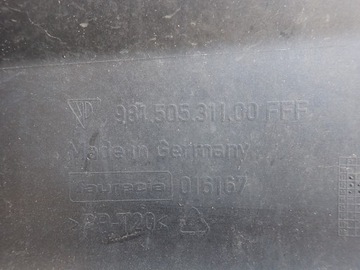 981.505.311.00 FFF
Made in Germany
faurecia 016167
>PP-T20<